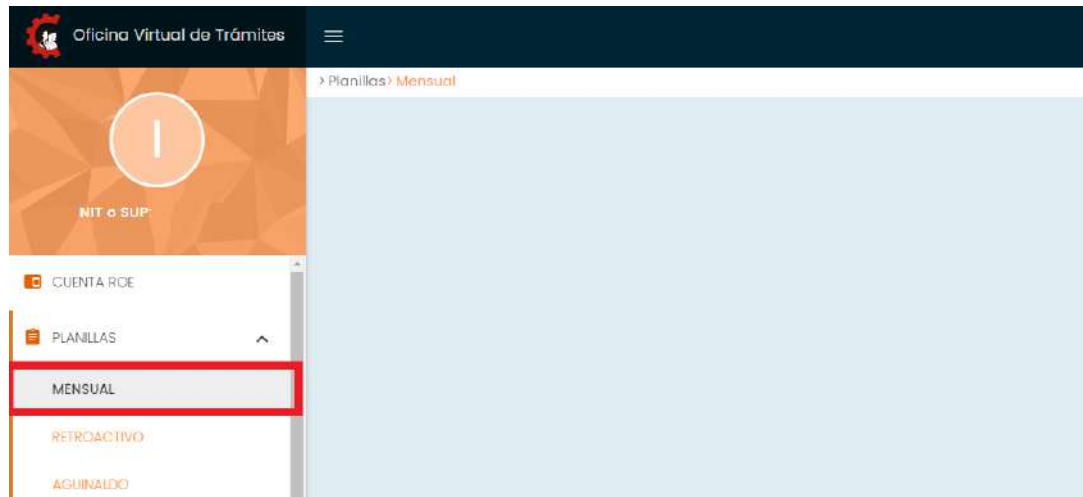 Oficina Virtual de Trámites
> Planillas > Mensual
I
NIT o SUP:
CUENTA ROE
PLANILLAS
MENSUAL
RETROACTIVO
AGUINALDO